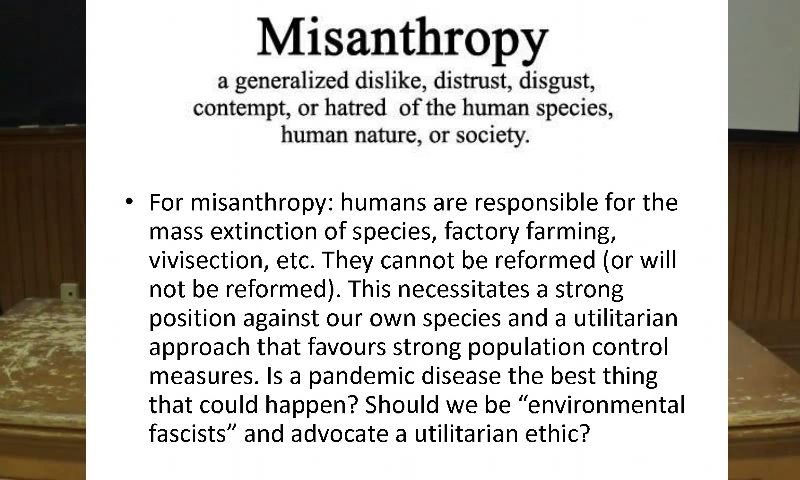 Misanthropy
a generalized dislike, distrust, disgust,
contempt, or hatred of the human species,
human nature, or society.
• For misanthropy: humans are responsible for the
mass extinction of species, factory farming,
vivisection, etc. They cannot be reformed (or will
not be reformed). This necessitates a strong
position against our own species and a utilitarian
approach that favours strong population control
measures. Is a pandemic disease the best thing
that could happen? Should we be “environmental
fascists” and advocate a utilitarian ethic?